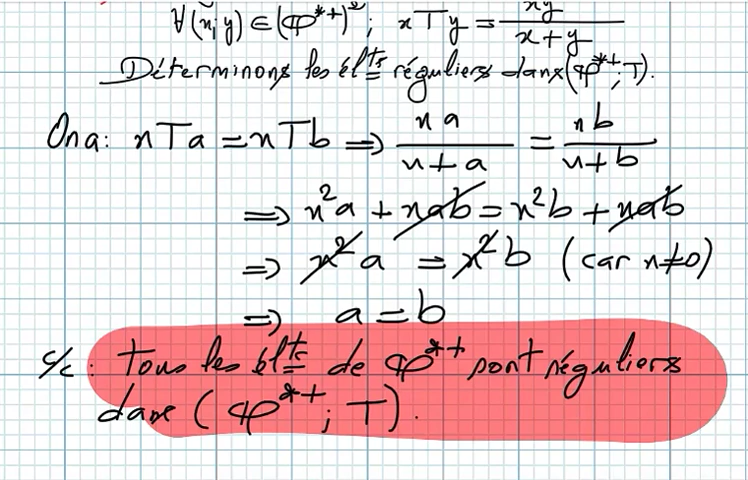 ∀(x;y) ∈ (ℚ*+)²; xTy = xy/(x+y)
Déterminons les élts réguliers dans (ℚ*+; T).
On a: xTa = xTb ⟹ xa/(x+a) = xb/(x+b)
⟹ x²a + xab = x²b + xab
⟹ x²a = x²b (car x≠0)
⟹ a = b
c/c: Tous les élts de ℚ*+ sont réguliers
dans (ℚ*+; T).